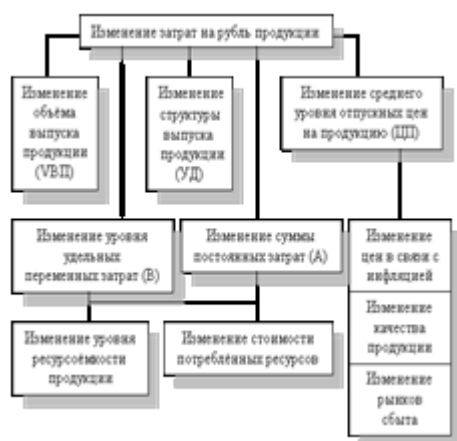 Изменение затрат на рубль продукции
Изменение
объёма
выпуска
продукции
(VВП)
Изменение
структуры
выпуска
продукции
(УД)
Изменение среднего
уровня отпускных цен
на продукцию (ЦП)
Изменение уровня
удельных
переменных затрат (В)
Изменение суммы
постоянных затрат (А)
Изменение
цен в связи с
инфляцией
Изменение
качества
продукции
Изменение
рынков
сбыта
Изменение уровня
ресурсоёмкости
продукции
Изменение стоимости
потреблённых ресурсов